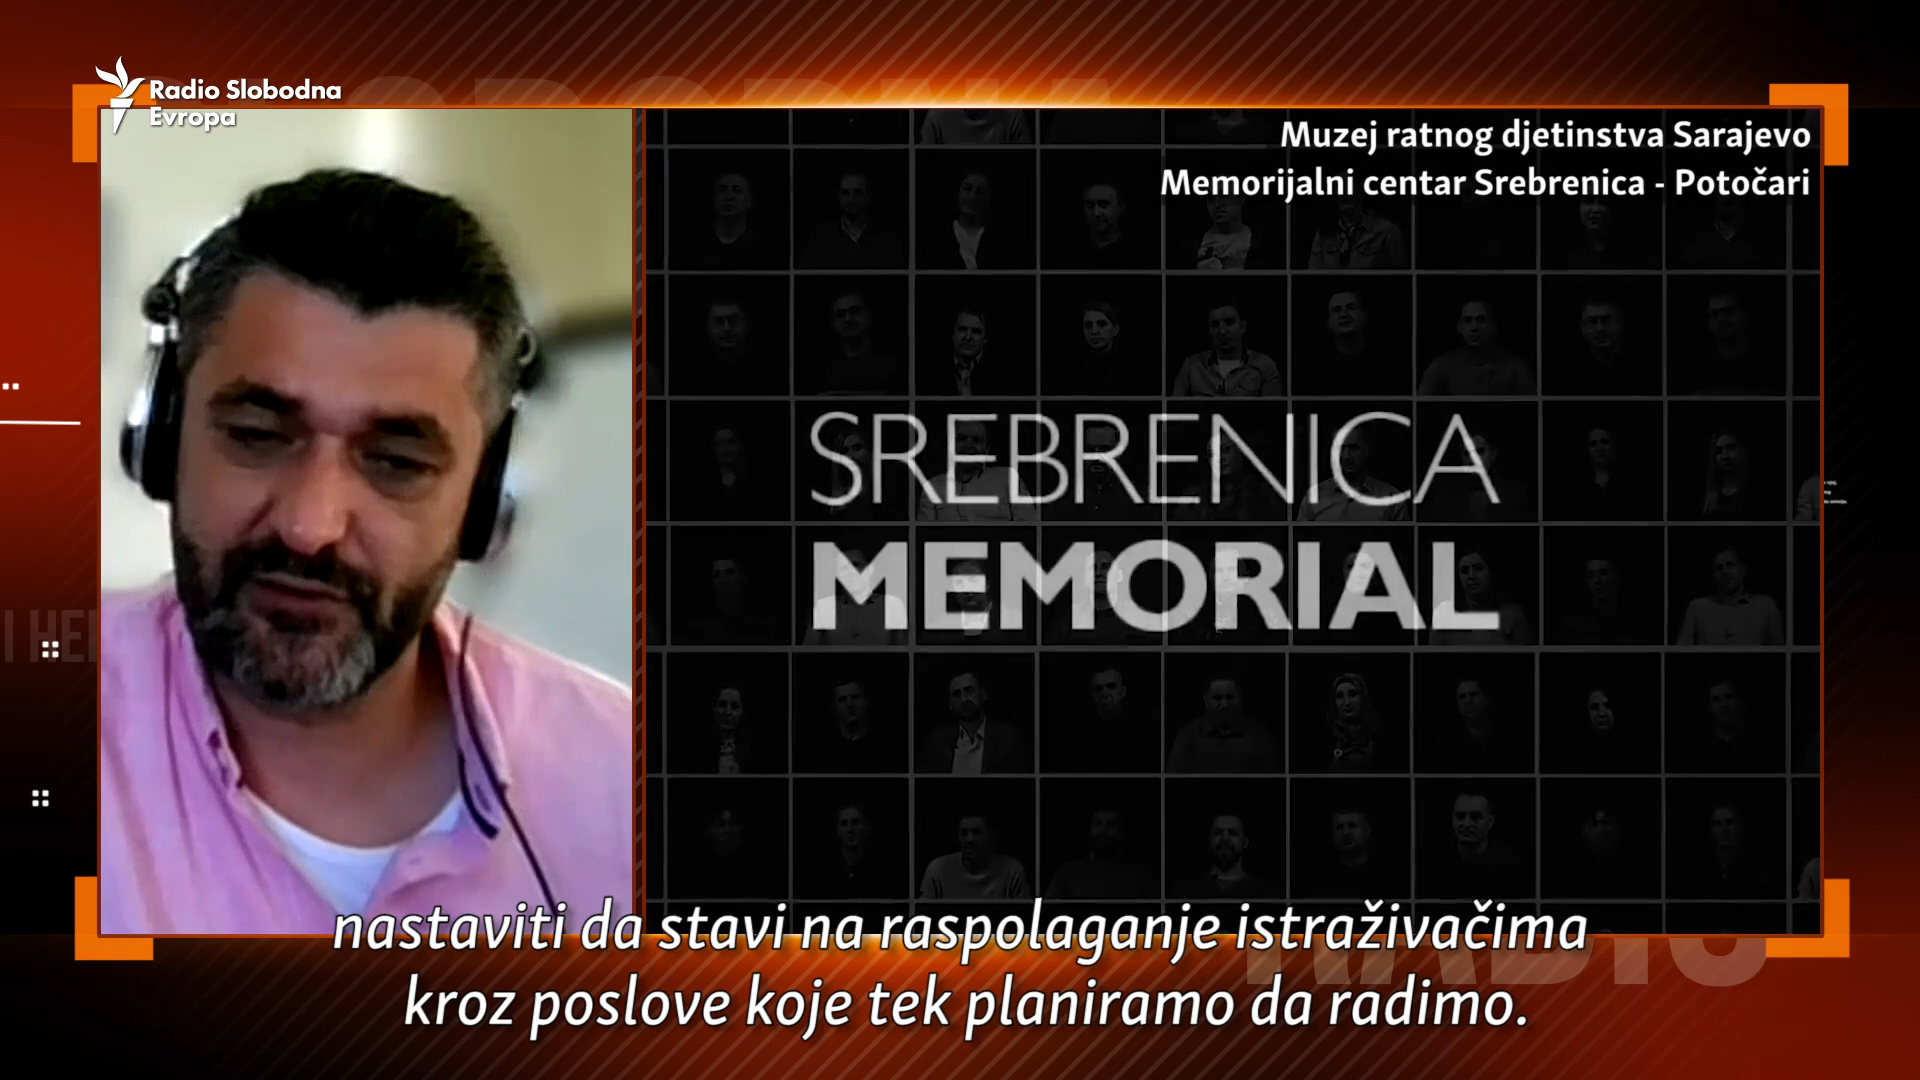 Radio Slobodna
Evropa
Muzej ratnog djetinstva Sarajevo
Memorijalni centar Srebrenica - Potočari
SREBRENICA
MEMORIAL
nastaviti da stavi na raspolaganje istraživačima
kroz poslove koje tek planiramo da radimo.
RADIO